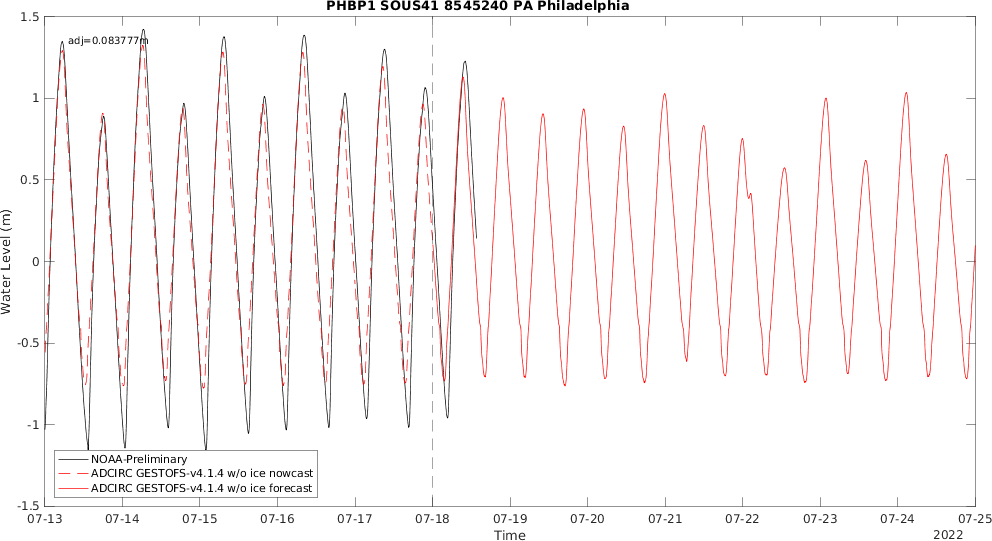 PHBP1 SOUS41 8545240 PA Philadelphia
1.5
adj=0.083777m
1
0.5
0
-0.5
-1
-1.5
Water Level (m)
NOAA-Preliminary
ADCIRC GESTOFS-v4.1.4 w/o ice nowcast
ADCIRC GESTOFS-v4.1.4 w/o ice forecast
07-13 07-14 07-15 07-16 07-17 07-18 07-19 07-20 07-21 07-22 07-23 07-24 07-25
Time
2022